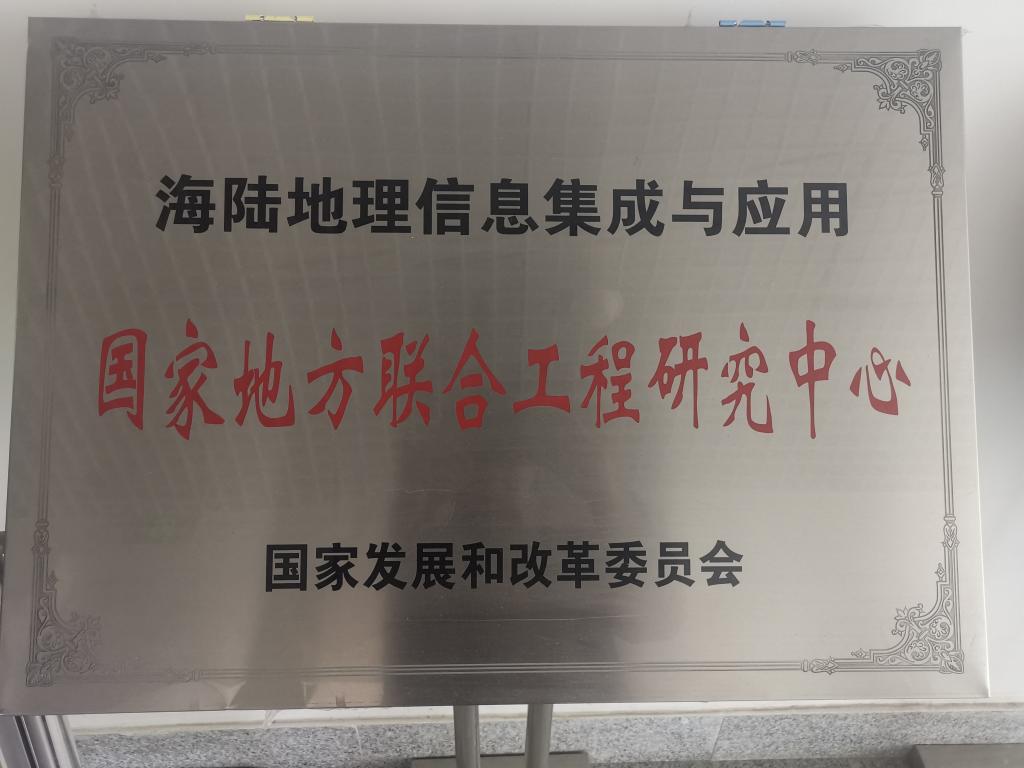 海陆地理信息集成与应用
国家地方联合工程研究中心
国家发展和改革委员会